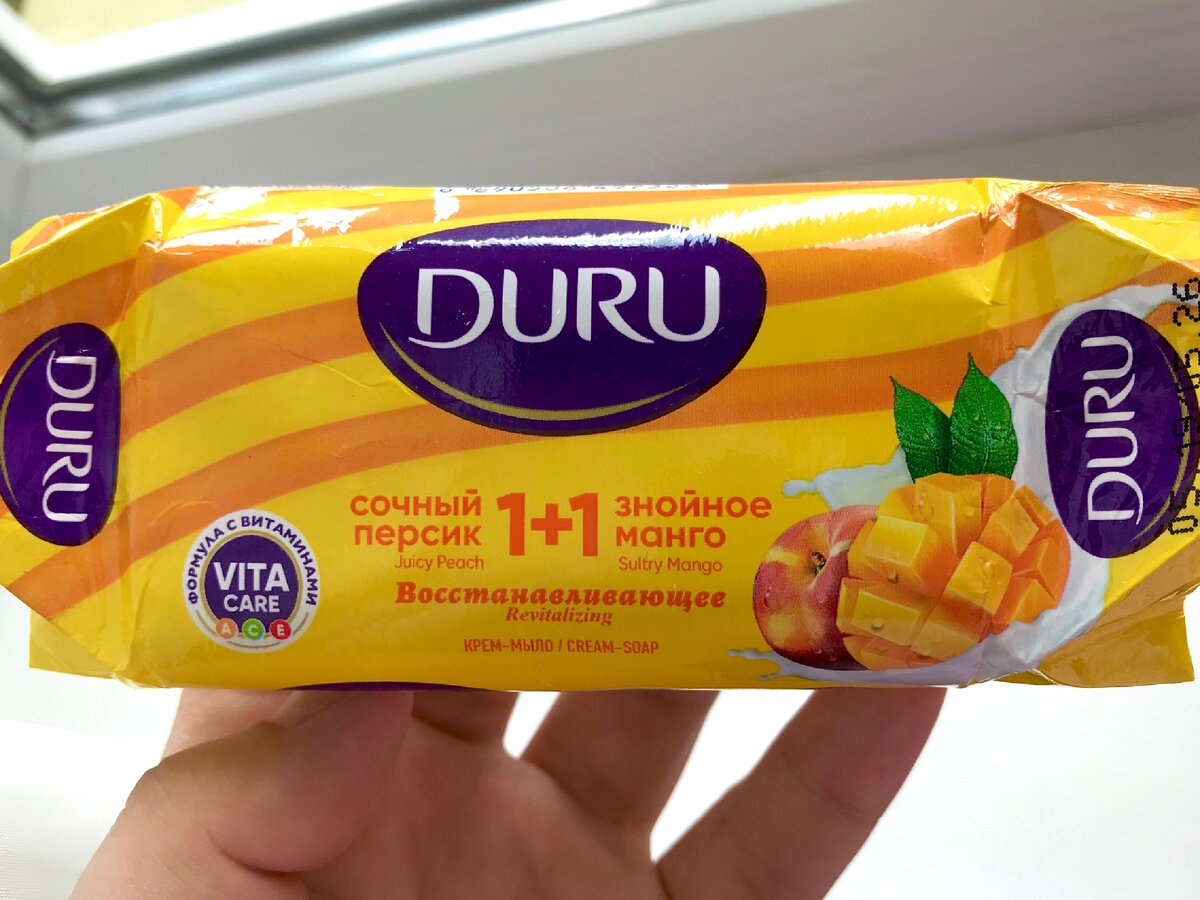 DURU
DURU
DURU
сочный
персик
Juicy Peach
1+1
знойное
манго
Sultry Mango
Восстанавливающее
Revitalizing
КРЕМ-МЫЛО / CREAM-SOAP
ФОРМУЛА С ВИТАМИНАМИ
VITA
CARE
A C E